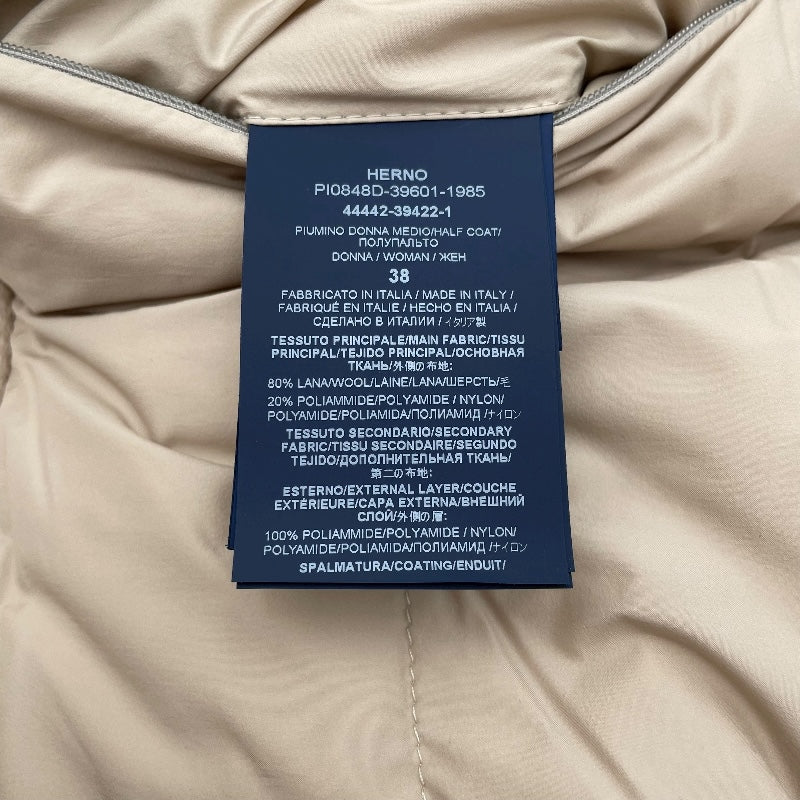 HERNO
PI0848D-39601-1985
44442-39422-1
PIUMINO DONNA MEDIO/HALF COAT/
ПОЛУПАЛЬТО
DONNA / WOMAN / ЖЕН
38
FABBRICATO IN ITALIA / MADE IN ITALY /
FABRIQUÉ EN ITALIE / HECHO EN ITALIA /
СДЕЛАНО В ИТАЛИИ / イタリア製
TESSUTO PRINCIPALE/MAIN FABRIC/TISSU
PRINCIPAL/TEJIDO PRINCIPAL/ОСНОВНАЯ
ТКАНЬ/外側の布地:
80% LANA/WOOL/LAINE/LANA/ШЕРСТЬ/毛
20% POLIAMMIDE/POLYAMIDE / NYLON/
POLYAMIDE/POLIAMIDA/ПОЛИАМИД /ナイロン
TESSUTO SECONDARIO/SECONDARY
FABRIC/TISSU SECONDAIRE/SEGUNDO
TEJIDO/ДОПОЛНИТЕЛЬНАЯ ТКАНЬ/
第二の布地:
ESTERNO/EXTERNAL LAYER/COUCHE
EXTÉRIEURE/CAPA EXTERNA/ВНЕШНИЙ
СЛОЙ/外側の層:
100% POLIAMMIDE/POLYAMIDE / NYLON/
POLYAMIDE/POLIAMIDA/ПОЛИАМИД /ナイロン
SPALMATURA/COATING/ENDUIT/